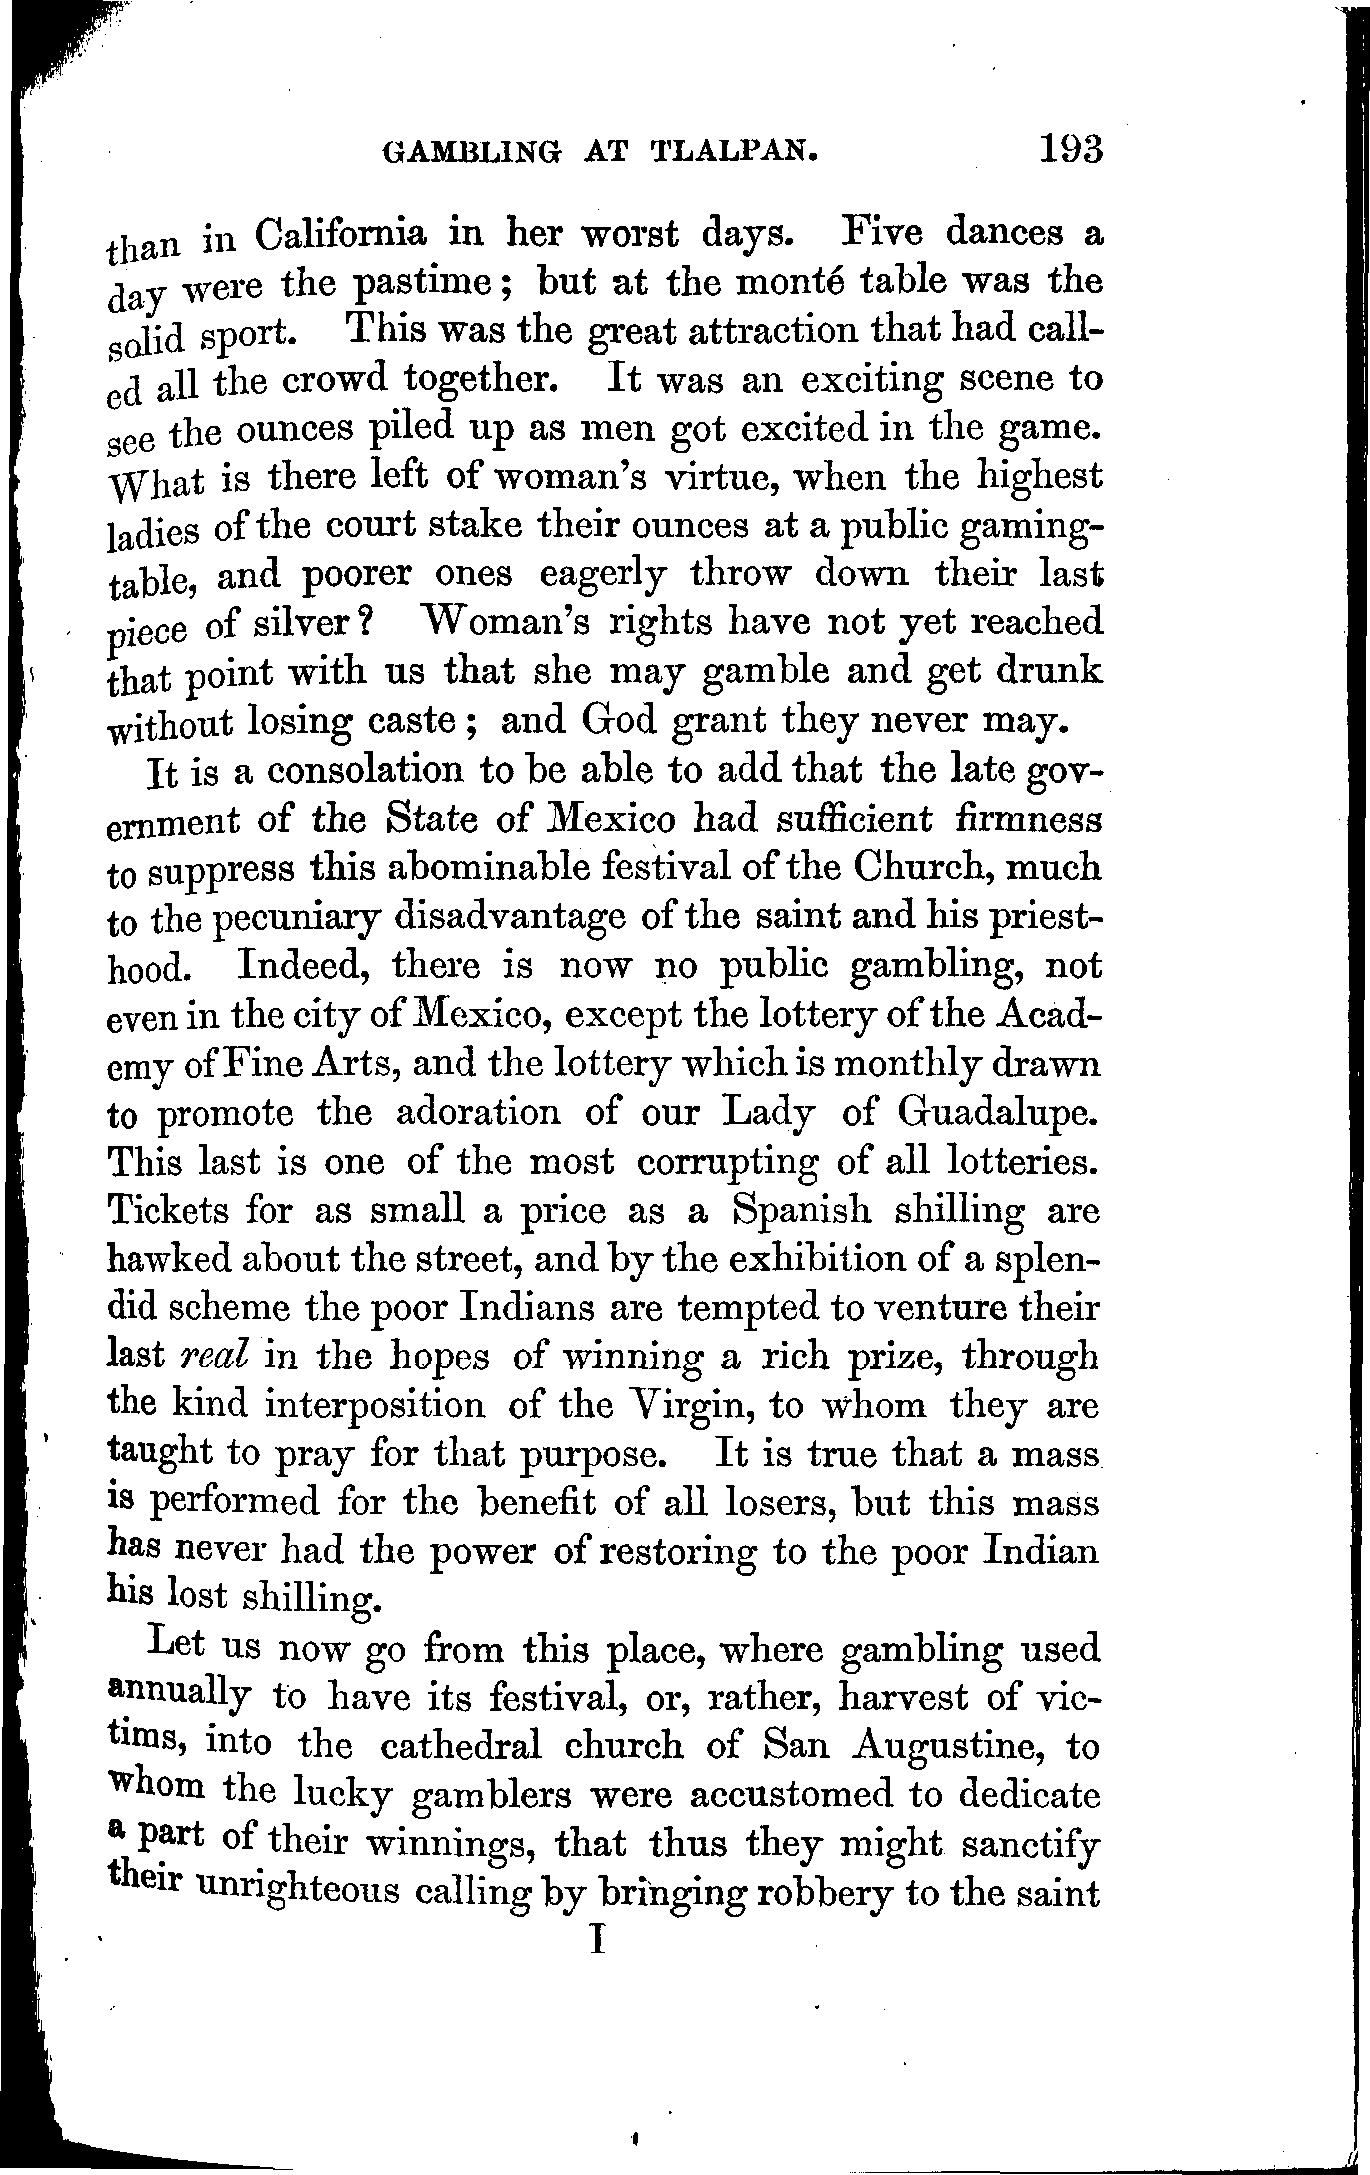 GAMBLING AT TLALPAN. 193
than in California in her worst days. Five dances a
day were the pastime; but at the monté table was the
solid sport. This was the great attraction that had call-
ed all the crowd together. It was an exciting scene to
see the ounces piled up as men got excited in the game.
What is there left of woman's virtue, when the highest
ladies of the court stake their ounces at a public gaming-
table, and poorer ones eagerly throw down their last
piece of silver? Woman's rights have not yet reached
that point with us that she may gamble and get drunk
without losing caste; and God grant they never may.
It is a consolation to be able to add that the late gov-
ernment of the State of Mexico had sufficient firmness
to suppress this abominable festival of the Church, much
to the pecuniary disadvantage of the saint and his priest-
hood. Indeed, there is now no public gambling, not
even in the city of Mexico, except the lottery of the Acad-
emy of Fine Arts, and the lottery which is monthly drawn
to promote the adoration of our Lady of Guadalupe.
This last is one of the most corrupting of all lotteries.
Tickets for as small a price as a Spanish shilling are
hawked about the street, and by the exhibition of a splen-
did scheme the poor Indians are tempted to venture their
last real in the hopes of winning a rich prize, through
the kind interposition of the Virgin, to whom they are
taught to pray for that purpose. It is true that a mass
is performed for the benefit of all losers, but this mass
has never had the power of restoring to the poor Indian
his lost shilling.
Let us now go from this place, where gambling used
annually to have its festival, or, rather, harvest of vic-
tims, into the cathedral church of San Augustine, to
whom the lucky gamblers were accustomed to dedicate
a part of their winnings, that thus they might sanctify
their unrighteous calling by bringing robbery to the saint
I